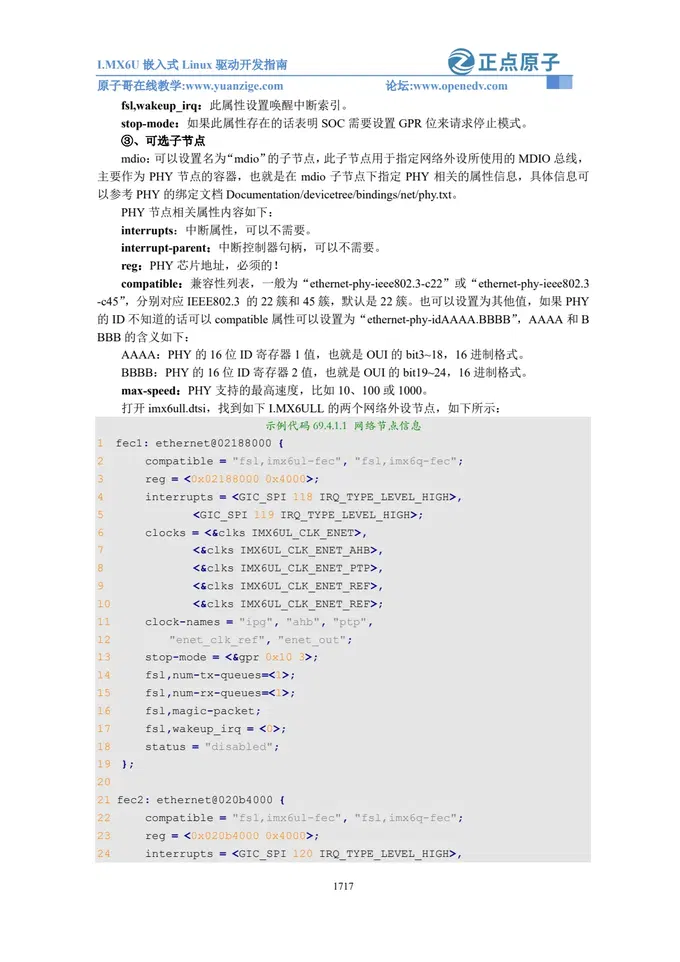 I.MX6U 嵌入式 Linux 驱动开发指南
正点原子
原子哥在线教学:www.yuanzige.com 论坛:www.openedv.com
fsl,wakeup_irq：此属性设置唤醒中断索引。
stop-mode：如果此属性存在的话表明 SOC 需要设置 GPR 位来请求停止模式。
③、可选子节点
mdio：可以设置名为“mdio”的子节点，此子节点用于指定网络外设所使用的 MDIO 总线，
主要作为 PHY 节点的容器，也就是在 mdio 子节点下指定 PHY 相关的属性信息，具体信息可
以参考 PHY 的绑定文档 Documentation/devicetree/bindings/net/phy.txt。
PHY 节点相关属性内容如下：
interrupts：中断属性，可以不需要。
interrupt-parent：中断控制器句柄，可以不需要。
reg：PHY 芯片地址，必须的！
compatible：兼容性列表，一般为“ethernet-phy-ieee802.3-c22”或“ethernet-phy-ieee802.3
-c45”，分别对应 IEEE802.3 的 22 簇和 45 簇，默认是 22 簇。也可以设置为其他值，如果 PHY
的 ID 不知道的话可以 compatible 属性可以设置为“ethernet-phy-idAAAA.BBBB”，AAAA 和 B
BBB 的含义如下：
AAAA：PHY 的 16 位 ID 寄存器 1 值，也就是 OUI 的 bit3~18，16 进制格式。
BBBB：PHY 的 16 位 ID 寄存器 2 值，也就是 OUI 的 bit19~24，16 进制格式。
max-speed：PHY 支持的最高速度，比如 10、100 或 1000。
打开 imx6ull.dtsi，找到如下 I.MX6ULL 的两个网络外设节点，如下所示：
示例代码 69.4.1.1 网络节点信息
1 fec1: ethernet@02188000 {
2 compatible = "fsl,imx6ul-fec", "fsl,imx6q-fec";
3 reg = <0x02188000 0x4000>;
4 interrupts = <GIC_SPI 118 IRQ_TYPE_LEVEL_HIGH>,
5 <GIC_SPI 119 IRQ_TYPE_LEVEL_HIGH>;
6 clocks = <&clks IMX6UL_CLK_ENET>,
7 <&clks IMX6UL_CLK_ENET_AHB>,
8 <&clks IMX6UL_CLK_ENET_PTP>,
9 <&clks IMX6UL_CLK_ENET_REF>,
10 <&clks IMX6UL_CLK_ENET_REF>;
11 clock-names = "ipg", "ahb", "ptp",
12 "enet_clk_ref", "enet_out";
13 stop-mode = <&gpr 0x10 3>;
14 fsl,num-tx-queues=<1>;
15 fsl,num-rx-queues=<1>;
16 fsl,magic-packet;
17 fsl,wakeup_irq = <0>;
18 status = "disabled";
19 };
20
21 fec2: ethernet@020b4000 {
22 compatible = "fsl,imx6ul-fec", "fsl,imx6q-fec";
23 reg = <0x020b4000 0x4000>;
24 interrupts = <GIC_SPI 120 IRQ_TYPE_LEVEL_HIGH>,
1717